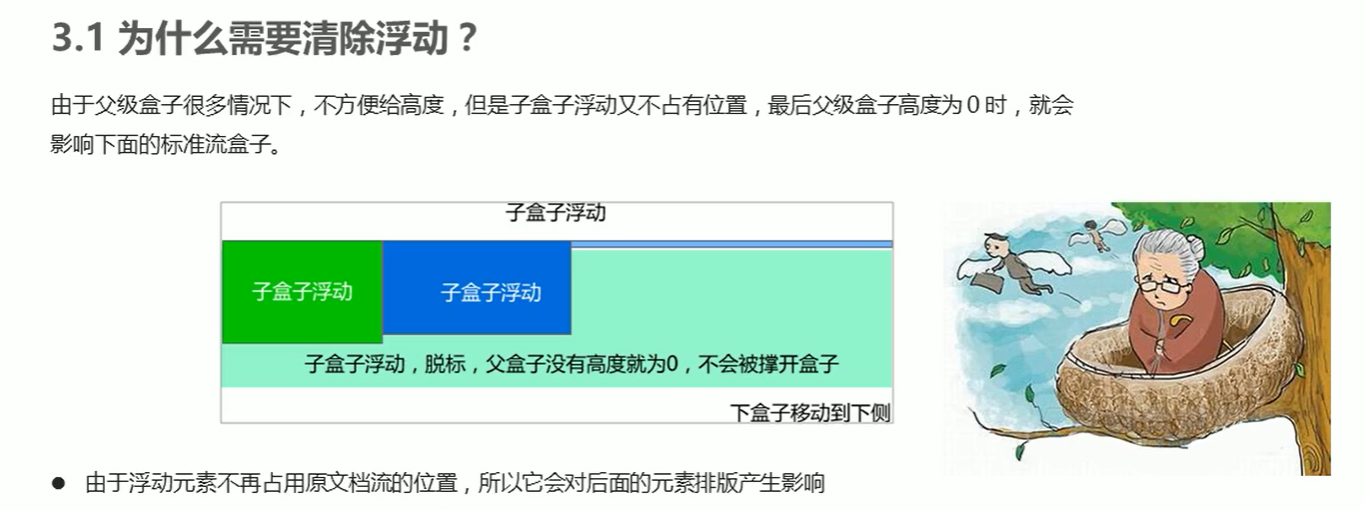 3.1 为什么需要清除浮动？
由于父级盒子很多情况下，不方便给高度，但是子盒子浮动又不占有位置，最后父级盒子高度为 0 时，就会
影响下面的标准流盒子。
子盒子浮动
子盒子浮动
子盒子浮动
子盒子浮动，脱标，父盒子没有高度就为0，不会被撑开盒子
下盒子移动到下侧
● 由于浮动元素不再占用原文档流的位置，所以它会对后面的元素排版产生影响